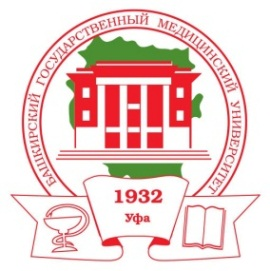 БАШКИРСКИЙ ГОСУДАРСТВЕННЫЙ МЕДИЦИНСКИЙ УНИВЕРСИТЕТ
1932
Уфа